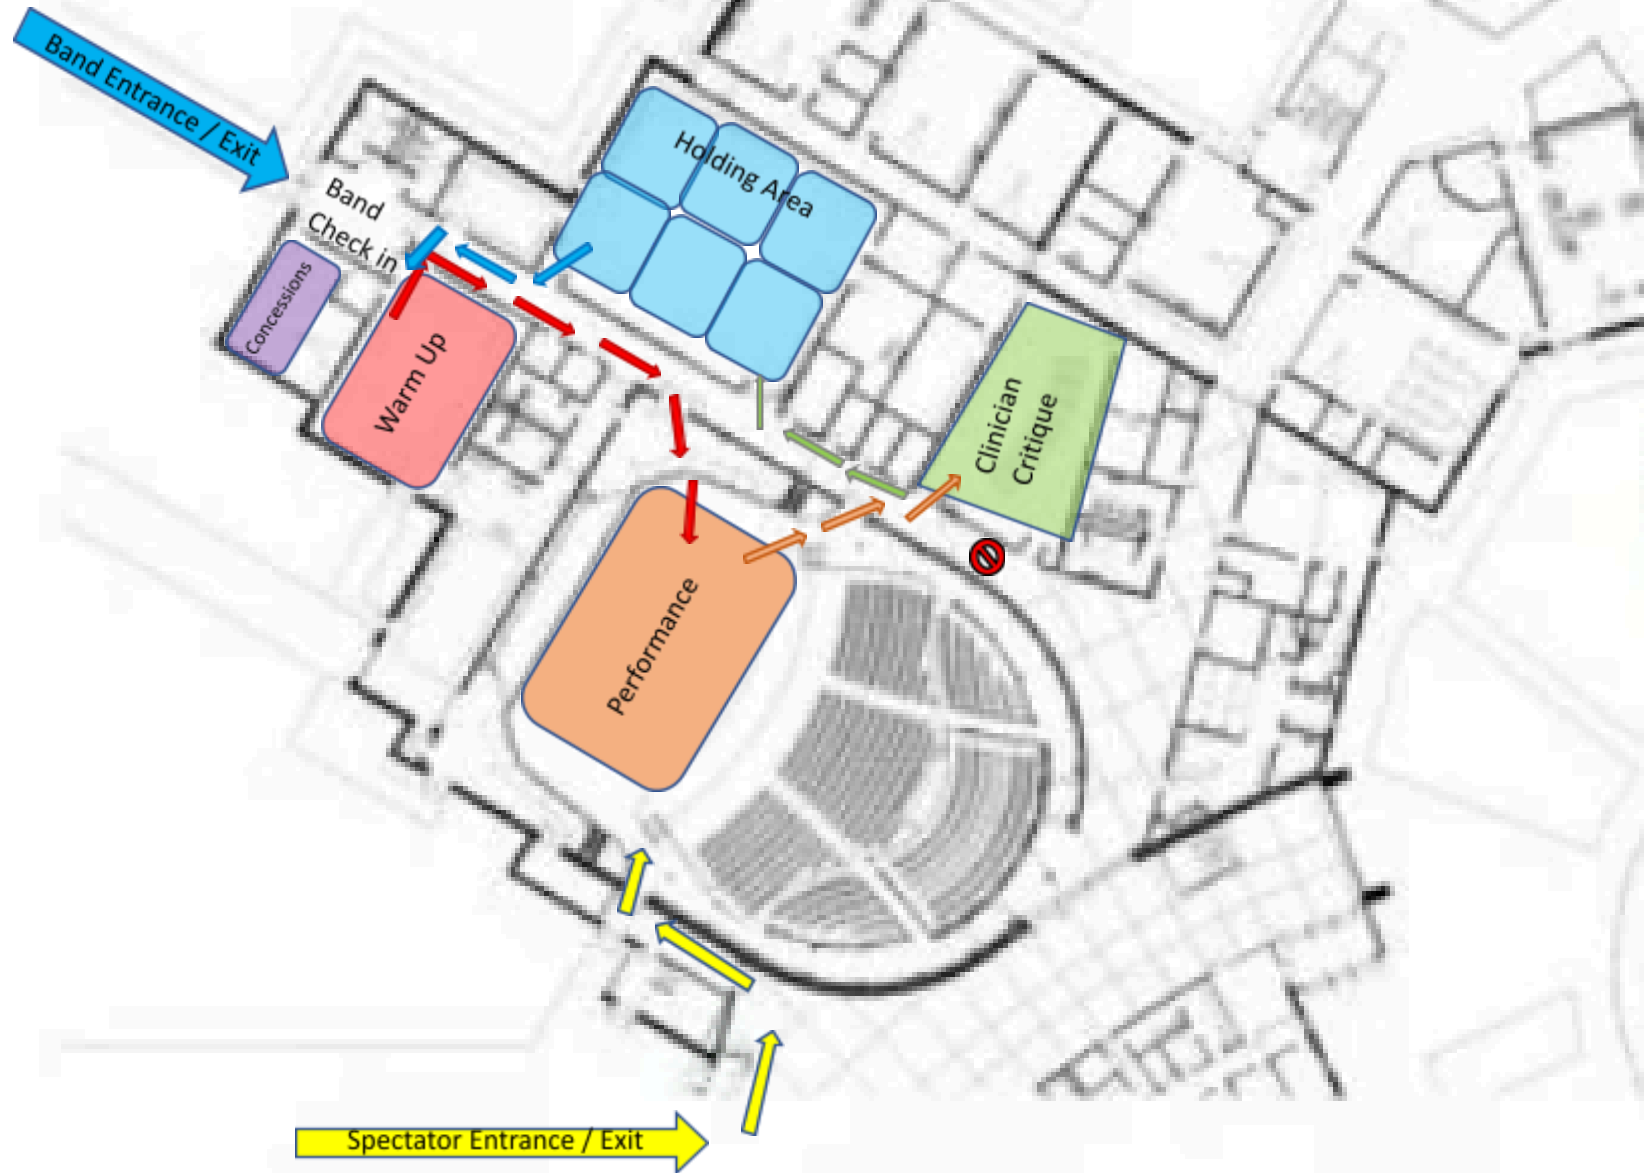 Band Entrance / Exit
Holding Area
Band
Check in
Concessions
Warm Up
Clinician
Critique
Performance
Spectator Entrance / Exit